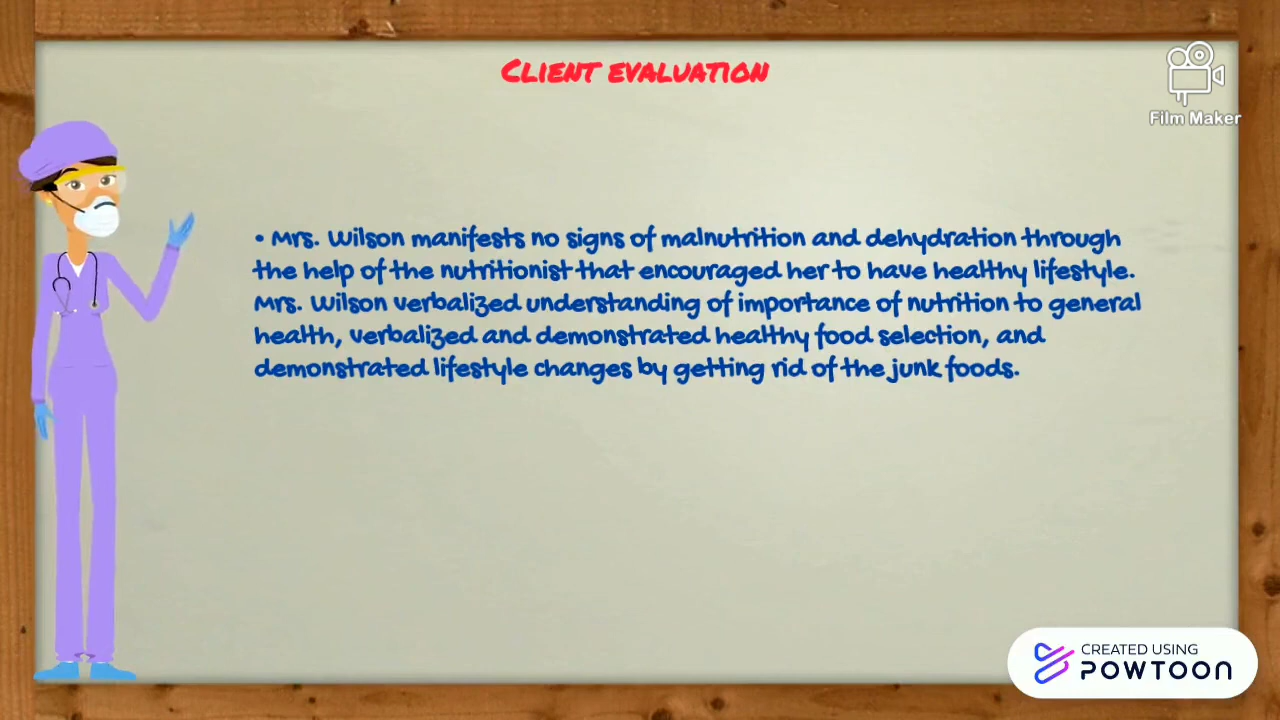 Client evaluation
Film Maker
• Mrs. Wilson manifests no signs of malnutrition and dehydration through
the help of the nutritionist that encouraged her to have healthy lifestyle.
Mrs. Wilson verbalized understanding of importance of nutrition to general
health, verbalized and demonstrated healthy food selection, and
demonstrated lifestyle changes by getting rid of the junk foods.
CREATED USING
POWTOON